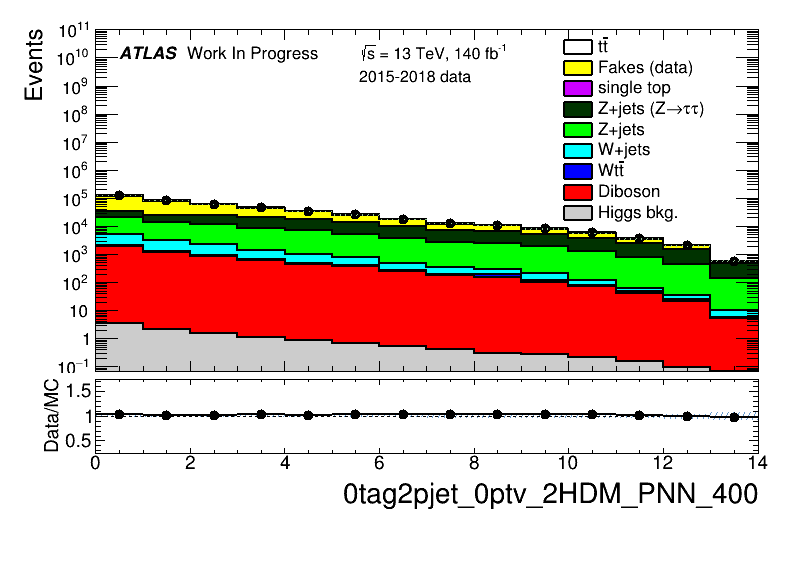 Events
10¹¹
10¹⁰
10⁹
10⁸
10⁷
10⁶
10⁵
10⁴
10³
10²
10
1
10⁻¹
ATLAS Work In Progress
√s = 13 TeV, 140 fb⁻¹
2015-2018 data
tt̄
Fakes (data)
single top
Z+jets (Z→ττ)
Z+jets
W+jets
Wtt̄
Diboson
Higgs bkg.
Data/MC
1.5
1
0.5
0 2 4 6 8 10 12 14
0tag2pjet_0ptv_2HDM_PNN_400